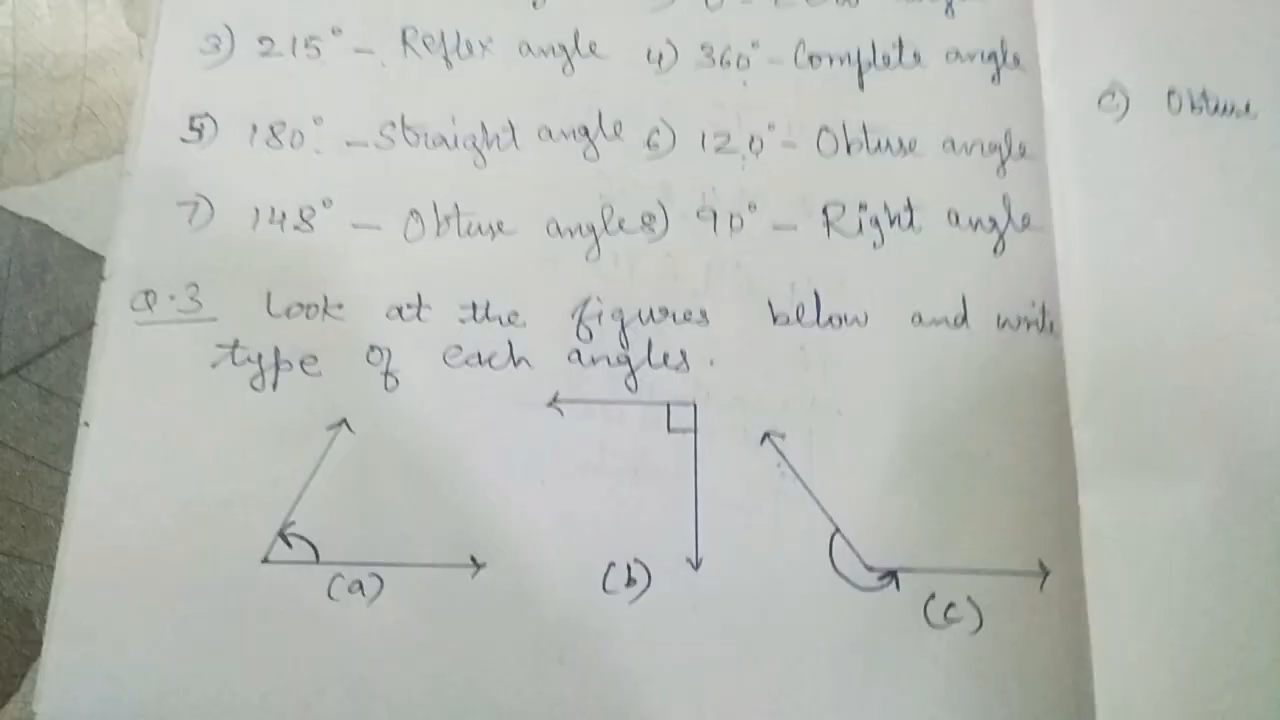 3) 215° - Reflex angle 4) 360° - Complete angle
5) 180° - Straight angle 6) 120° - Obtuse angle
7) 148° - Obtuse angle 8) 90° - Right angle
Q.3 Look at the figures below and write
type of each angles.
(a) (b) (c)
c) Obtuse